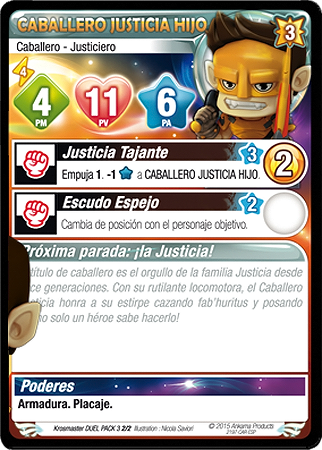 CABALLERO JUSTICIA HIJO
3
Caballero - Justiciero
4
4
PM
11
PV
6
PA
Justicia Tajante
3
2
Empuja 1. -1 a CABALLERO JUSTICIA HIJO.
Escudo Espejo
2
Cambia de posición con el personaje objetivo.
Próxima parada: ¡la Justicia!
título de caballero es el orgullo de la familia Justicia desde
generaciones. Con su rutilante locomotora, el Caballero
honra a su estirpe cazando fab'huritus y posando
solo un héroe sabe hacerlo!
Poderes
Armadura. Placaje.
Krosmaster DUEL PACK 3 2/2 Illustration : Nicola Saviori
© 2015 Ankama Products
2197 CAR-C92